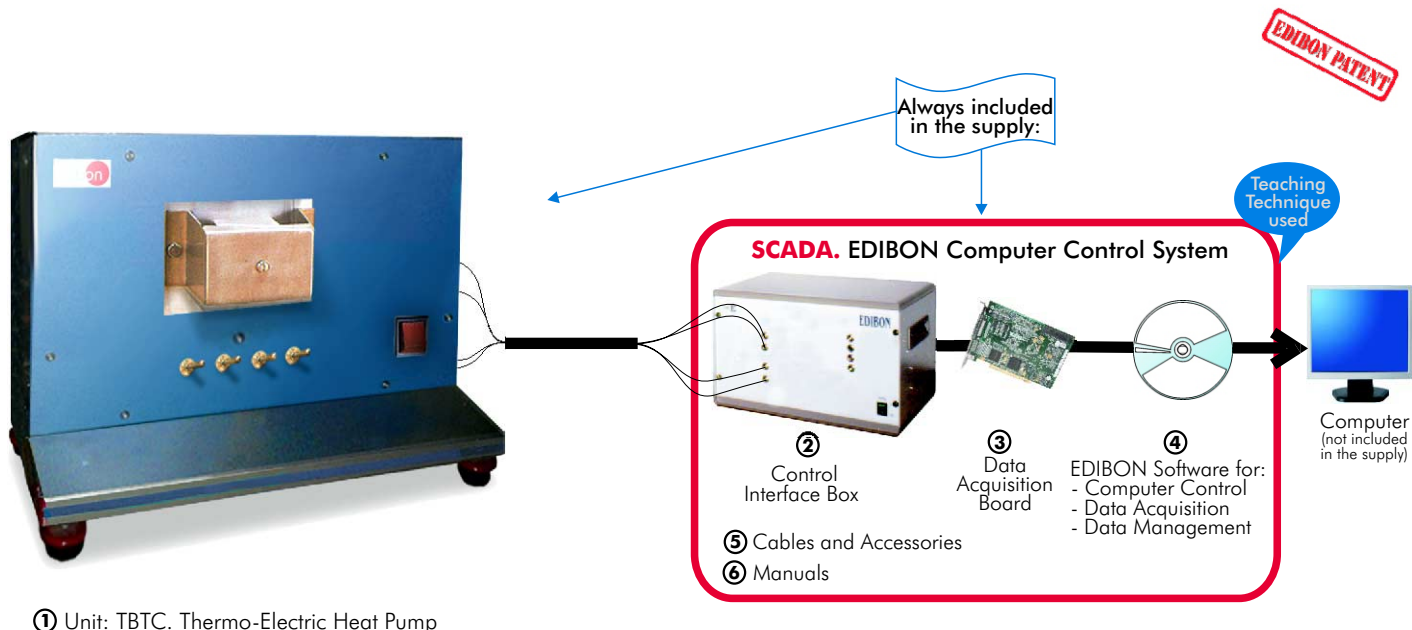 EDIBON PATENT
Always included
in the supply:
Teaching
Technique
used
on
SCADA. EDIBON Computer Control System
EDIBON
2
Control
Interface Box
3
Data
Acquisition
Board
4
EDIBON Software for:
- Computer Control
- Data Acquisition
- Data Management
Computer
(not included
in the supply)
5 Cables and Accessories
6 Manuals
1 Unit: TBTC. Thermo-Electric Heat Pump